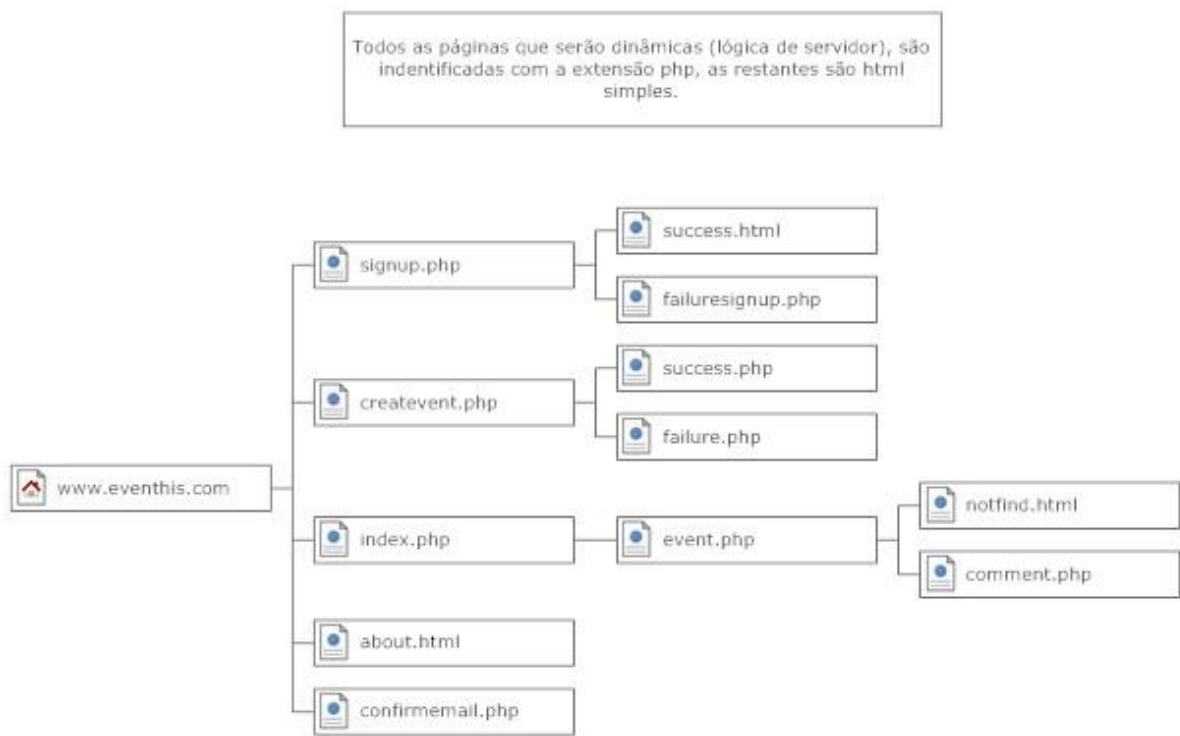 Todos as páginas que serão dinâmicas (lógica de servidor), são
indentificadas com a extensão php, as restantes são html
simples.
www.eventhis.com
signup.php
success.html
failuresignup.php
createvent.php
success.php
failure.php
index.php
event.php
notfind.html
comment.php
about.html
confirmemail.php